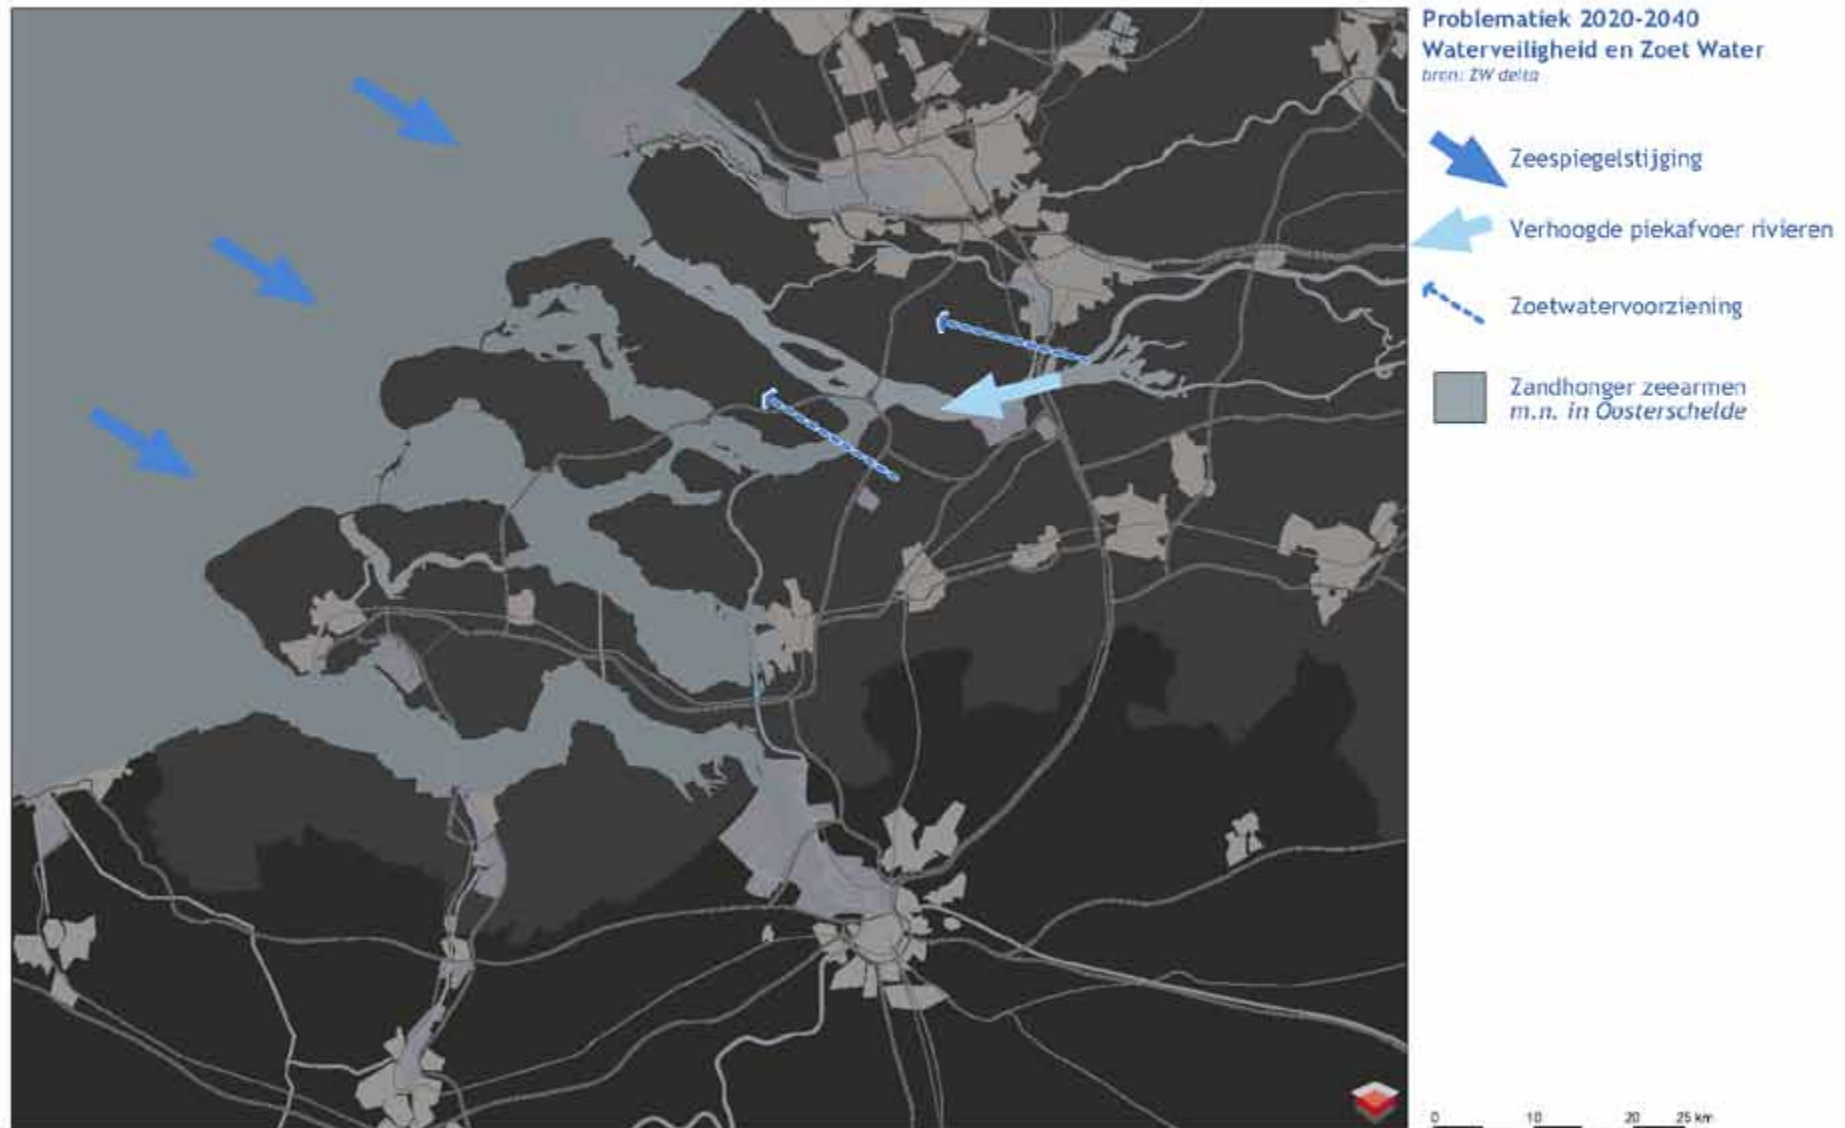 Problematiek 2020-2040
Waterveiligheid en Zoet Water
bron: ZW delta
Zeespiegelstijging
Verhoogde piekafvoer rivieren
Zoetwatervoorziening
Zandhonger zeearmen
m.n. in Oosterschelde
0 10 20 25 km